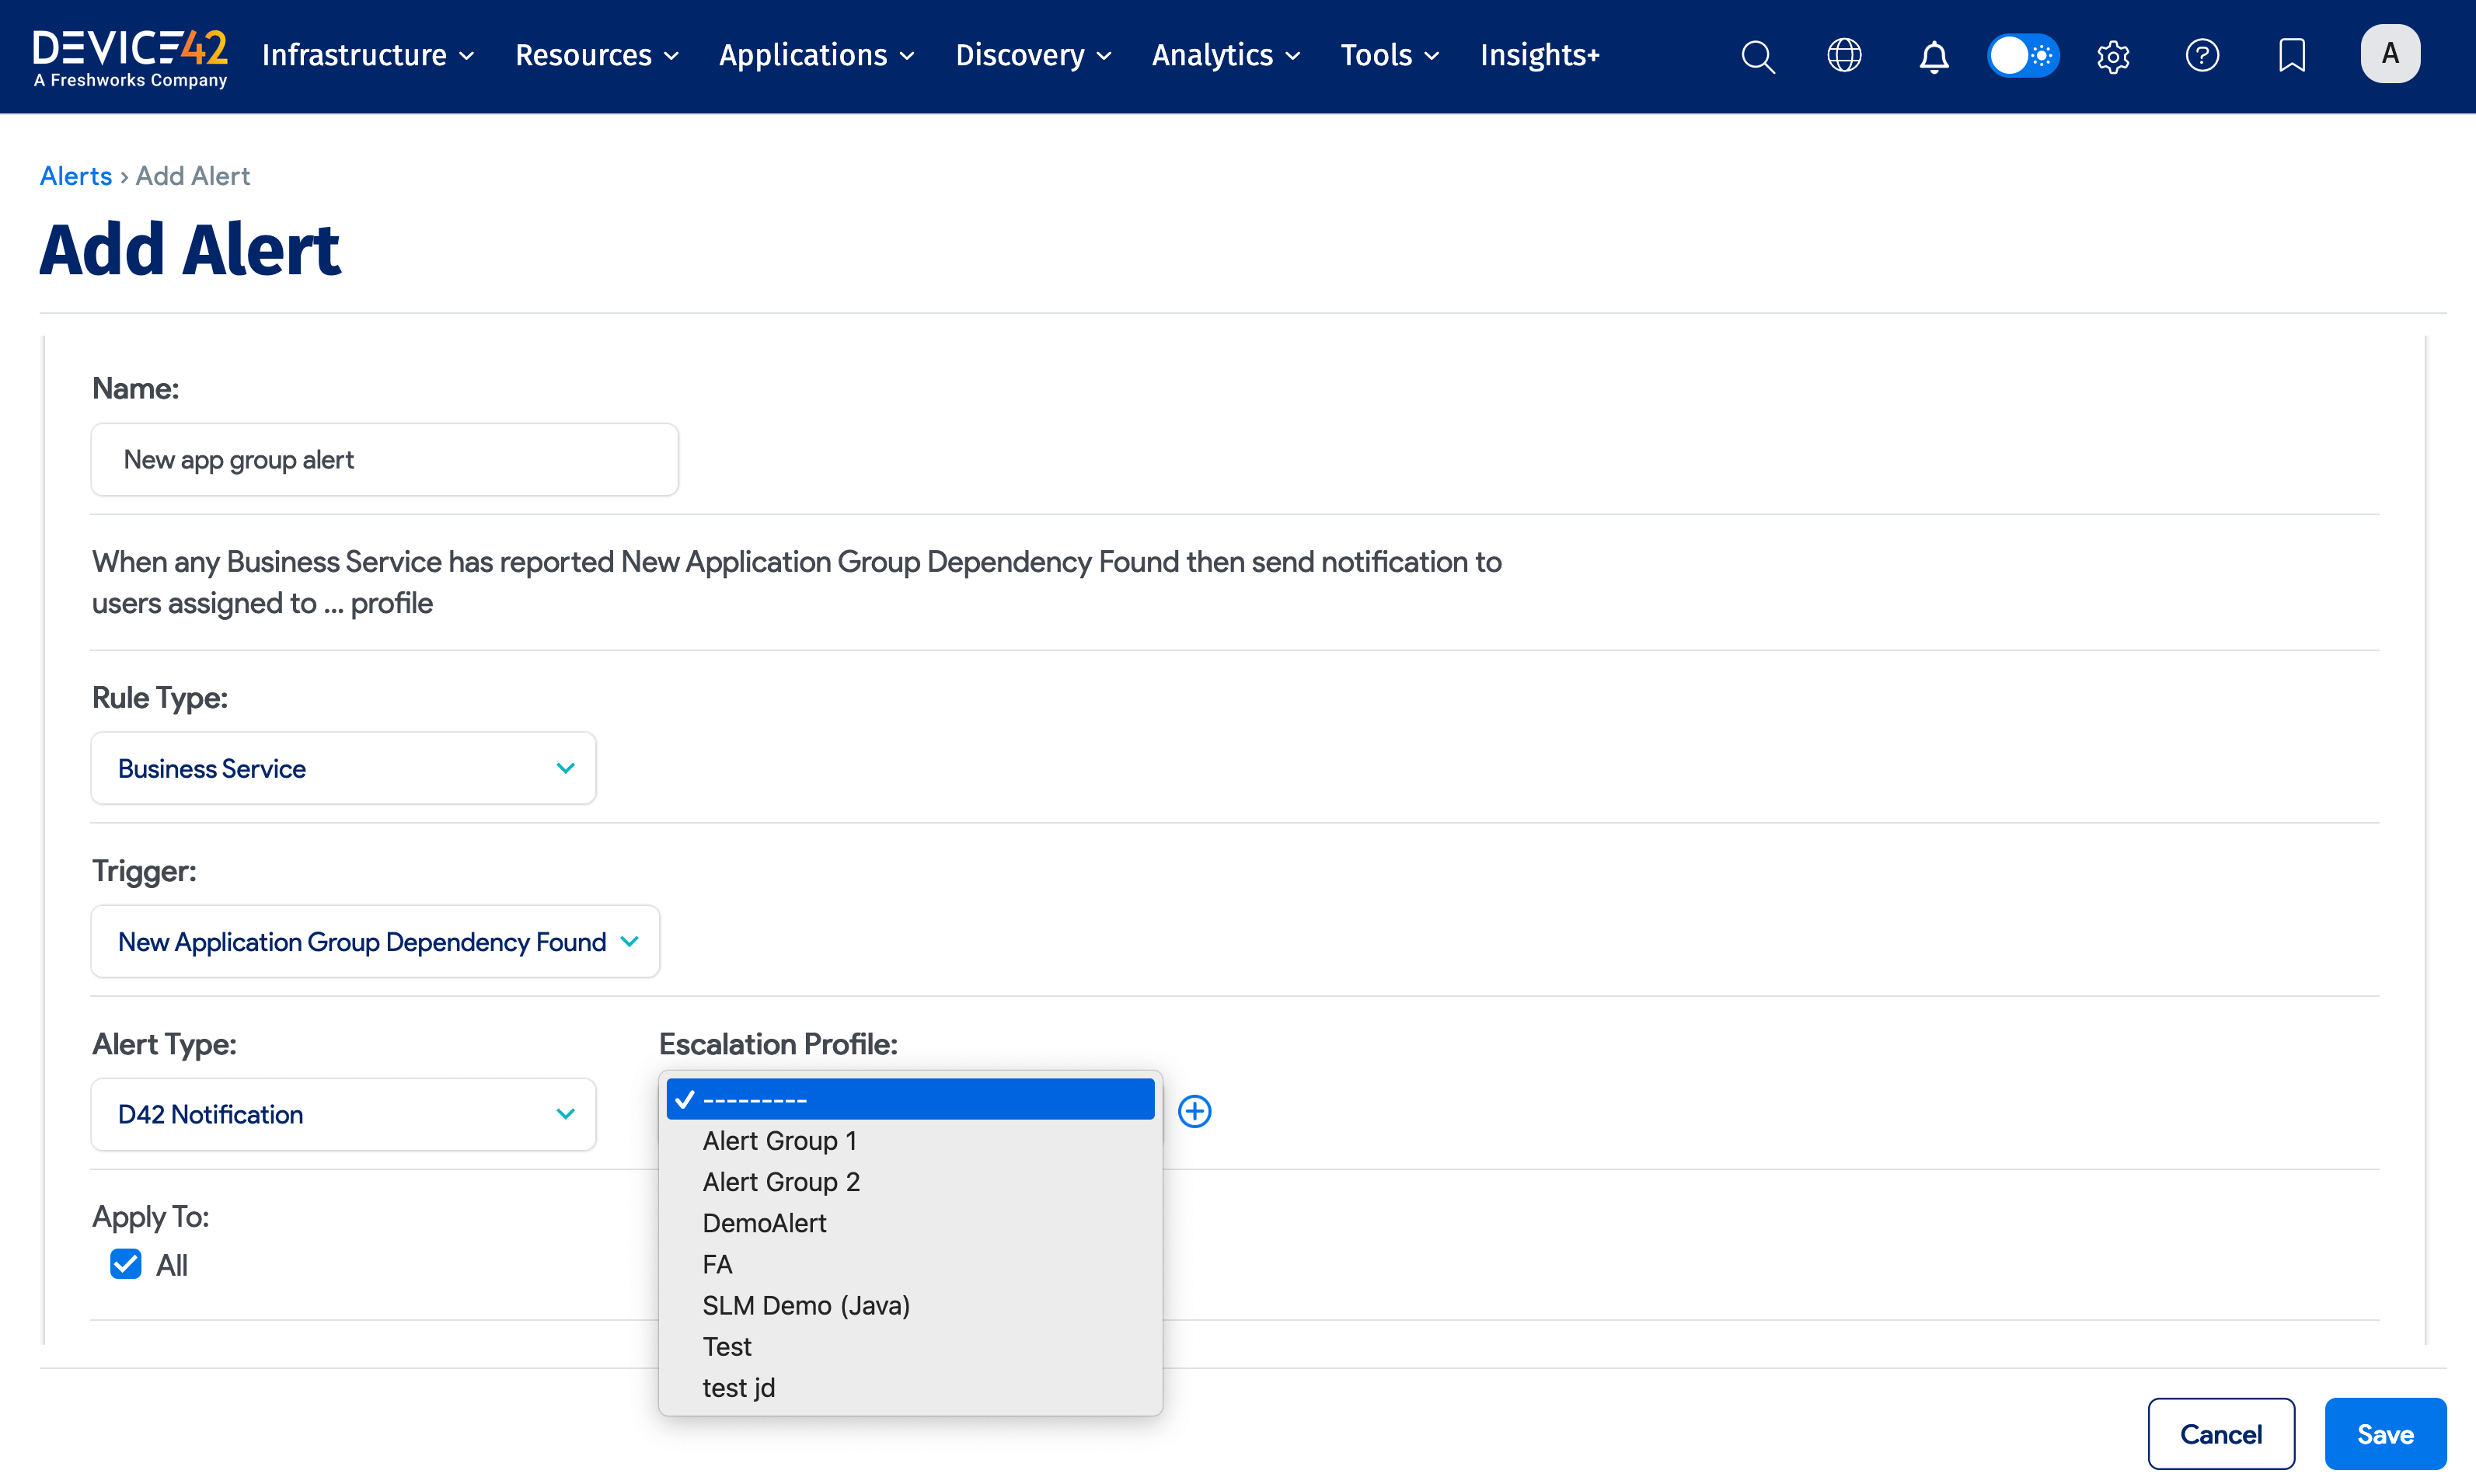 DEVICE42
A Freshworks Company
Infrastructure
Resources
Applications
Discovery
Analytics
Tools
Insights+
A
Alerts › Add Alert
Add Alert
Name:
New app group alert
When any Business Service has reported New Application Group Dependency Found then send notification to
users assigned to ... profile
Rule Type:
Business Service
Trigger:
New Application Group Dependency Found
Alert Type:
Escalation Profile:
D42 Notification
---------
Alert Group 1
Alert Group 2
DemoAlert
FA
SLM Demo (Java)
Test
test jd
Apply To:
All
Cancel
Save